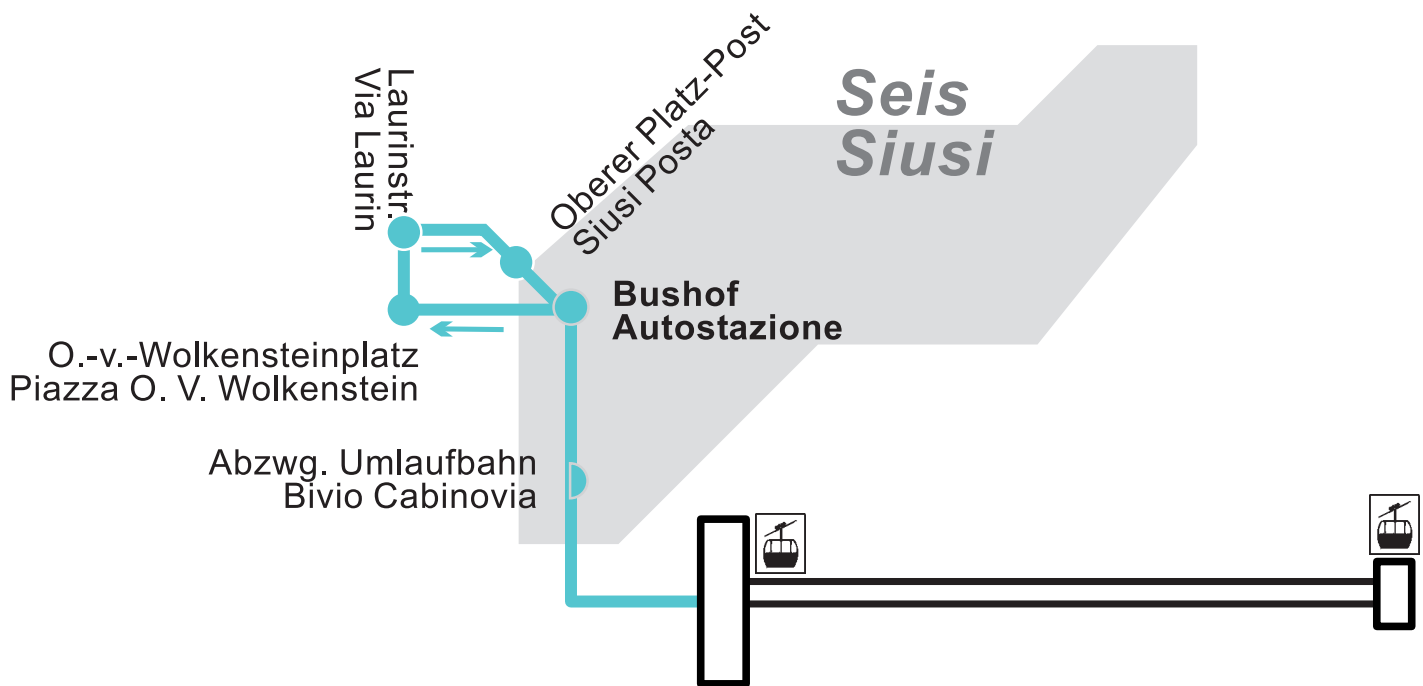 Laurinstr.
Via Laurin
Oberer Platz-Post
Siusi Posta
Seis
Siusi
Bushof
Autostazione
O.-v.-Wolkensteinplatz
Piazza O. V. Wolkenstein
Abzwg. Umlaufbahn
Bivio Cabinovia